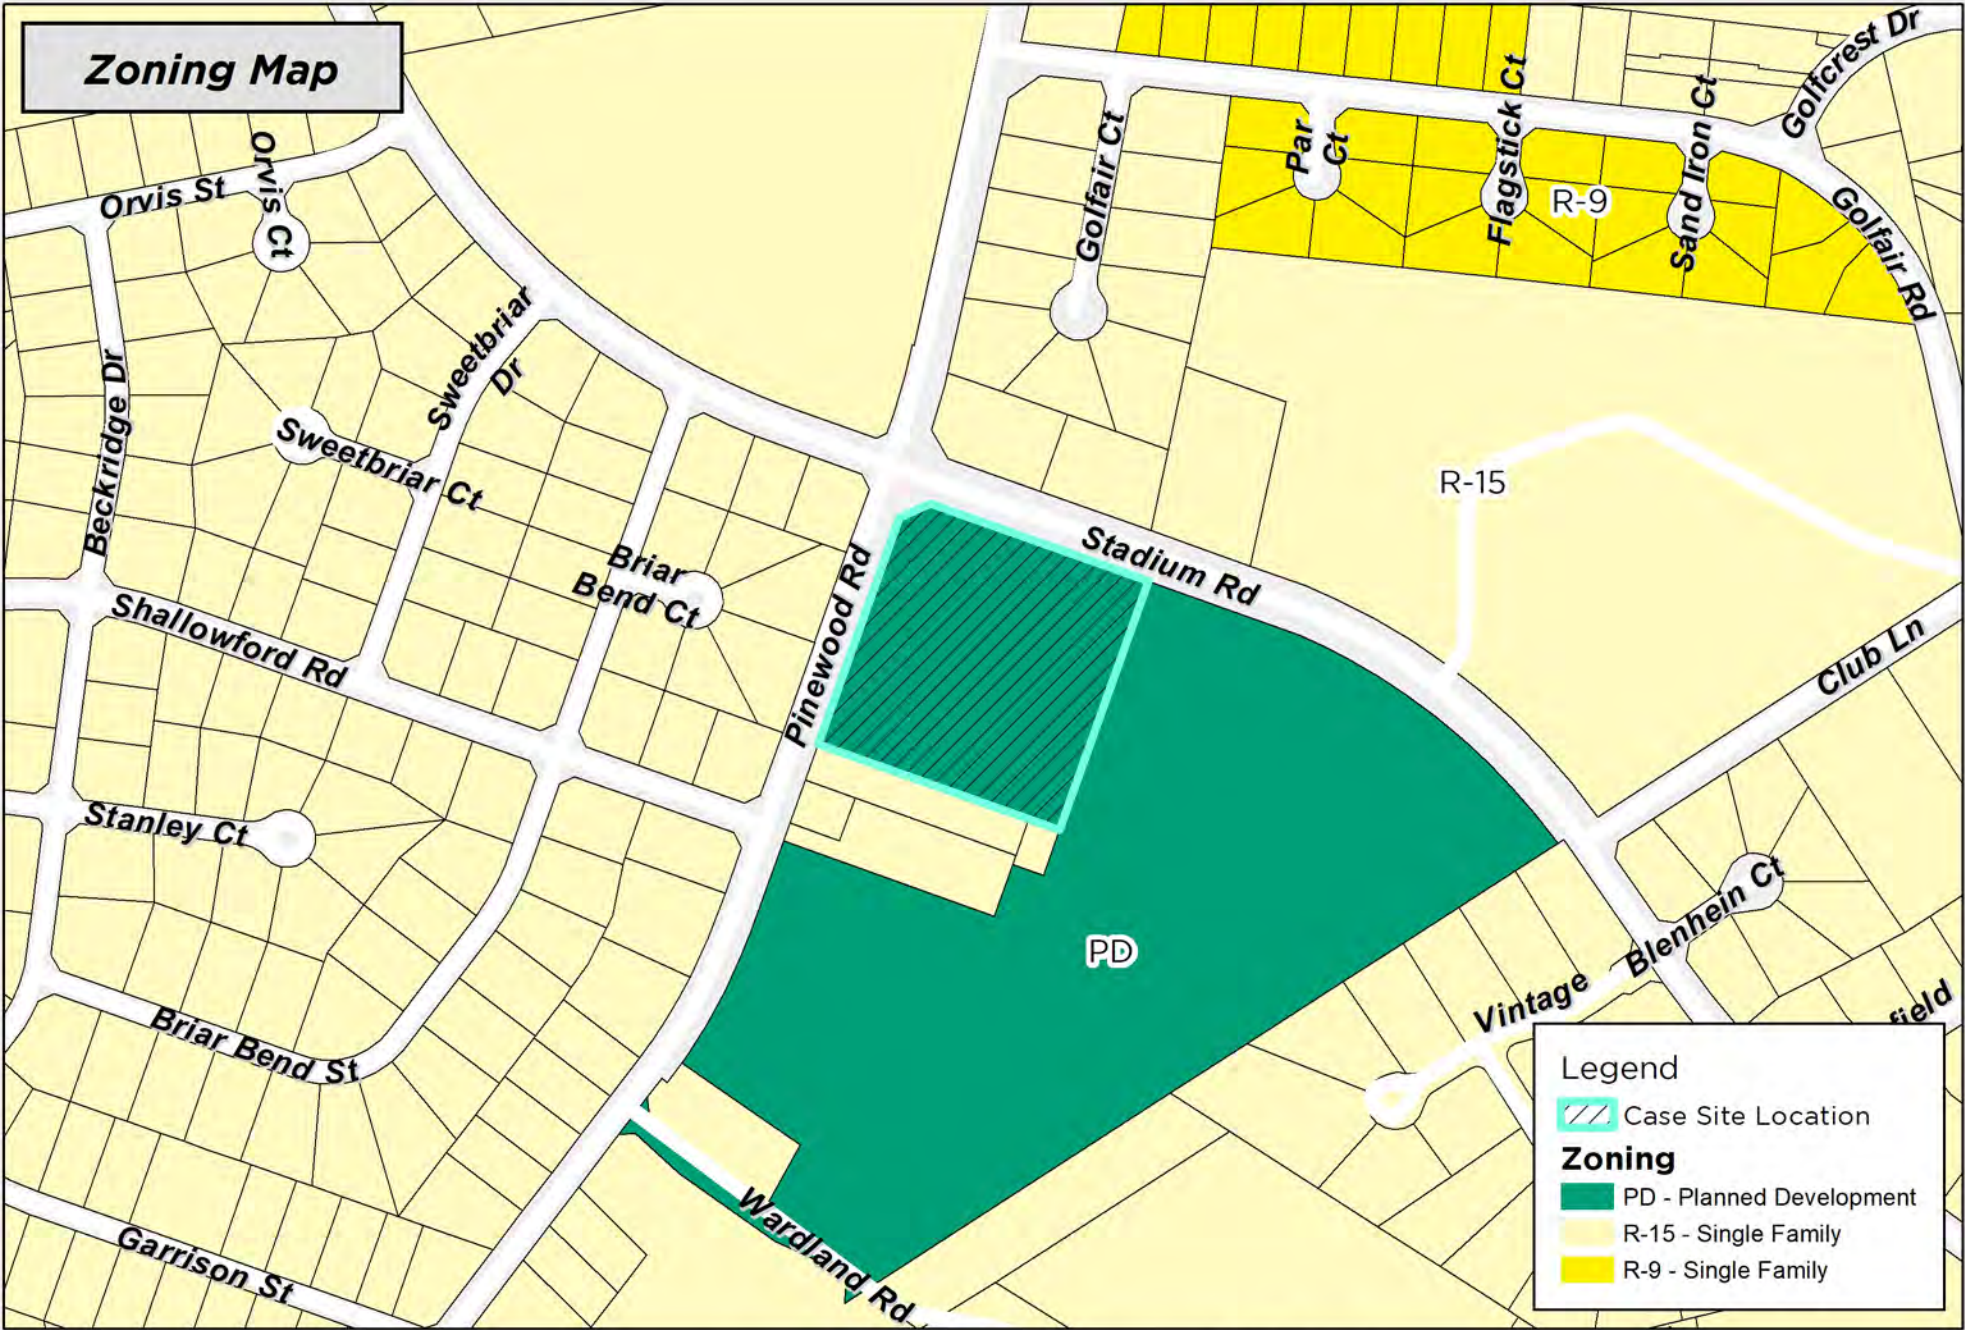 Zoning Map
Golfcrest Dr
Orvis St
Orvis Ct
Golfair Ct
Par Ct
Flagstick Ct
R-9
Sand Iron Ct
Golfair Rd
Beckridge Dr
Sweetbriar Dr
Sweetbriar Ct
R-15
Briar Bend Ct
Pinewood Rd
Stadium Rd
Shallowford Rd
Club Ln
Stanley Ct
PD
Blenhein Ct
Vintage
field
Briar Bend St
Wardland Rd
Garrison St
Legend
Case Site Location
Zoning
PD - Planned Development
R-15 - Single Family
R-9 - Single Family